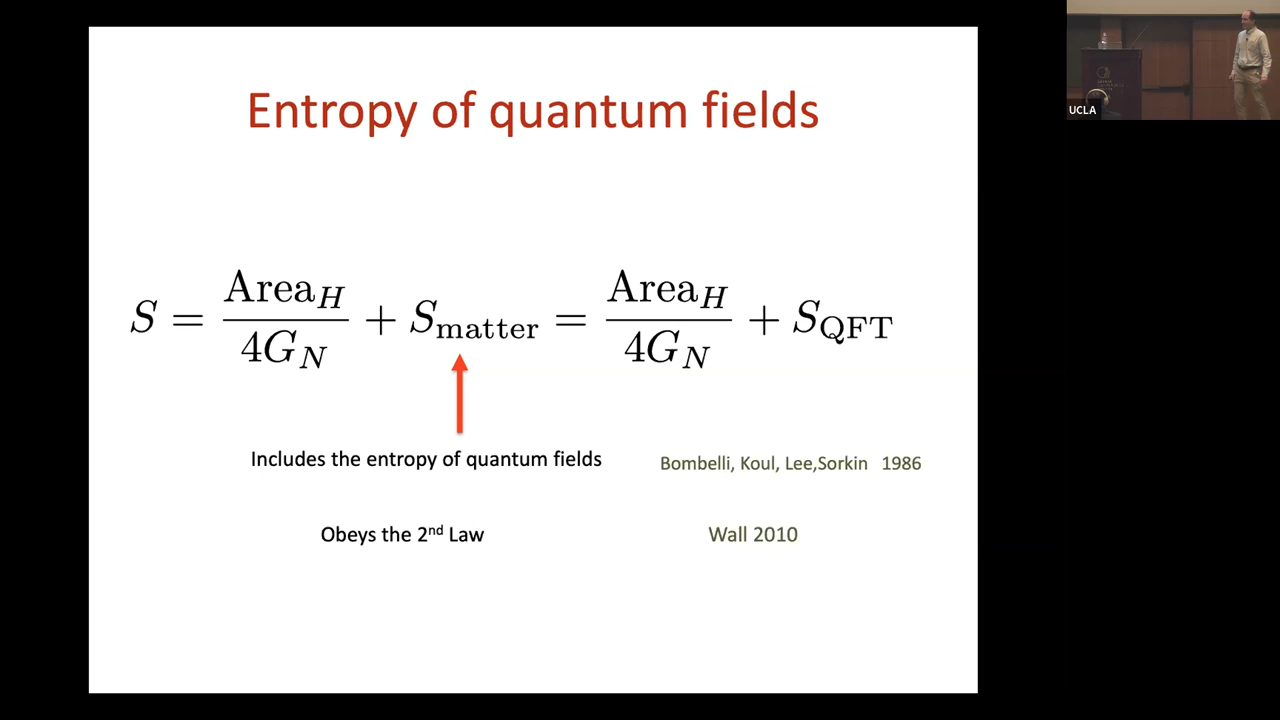 UCLA
Entropy of quantum fields
S = Area_H / 4G_N + S_matter = Area_H / 4G_N + S_QFT
Includes the entropy of quantum fields
Bombelli, Koul, Lee,Sorkin 1986
Obeys the 2nd Law
Wall 2010